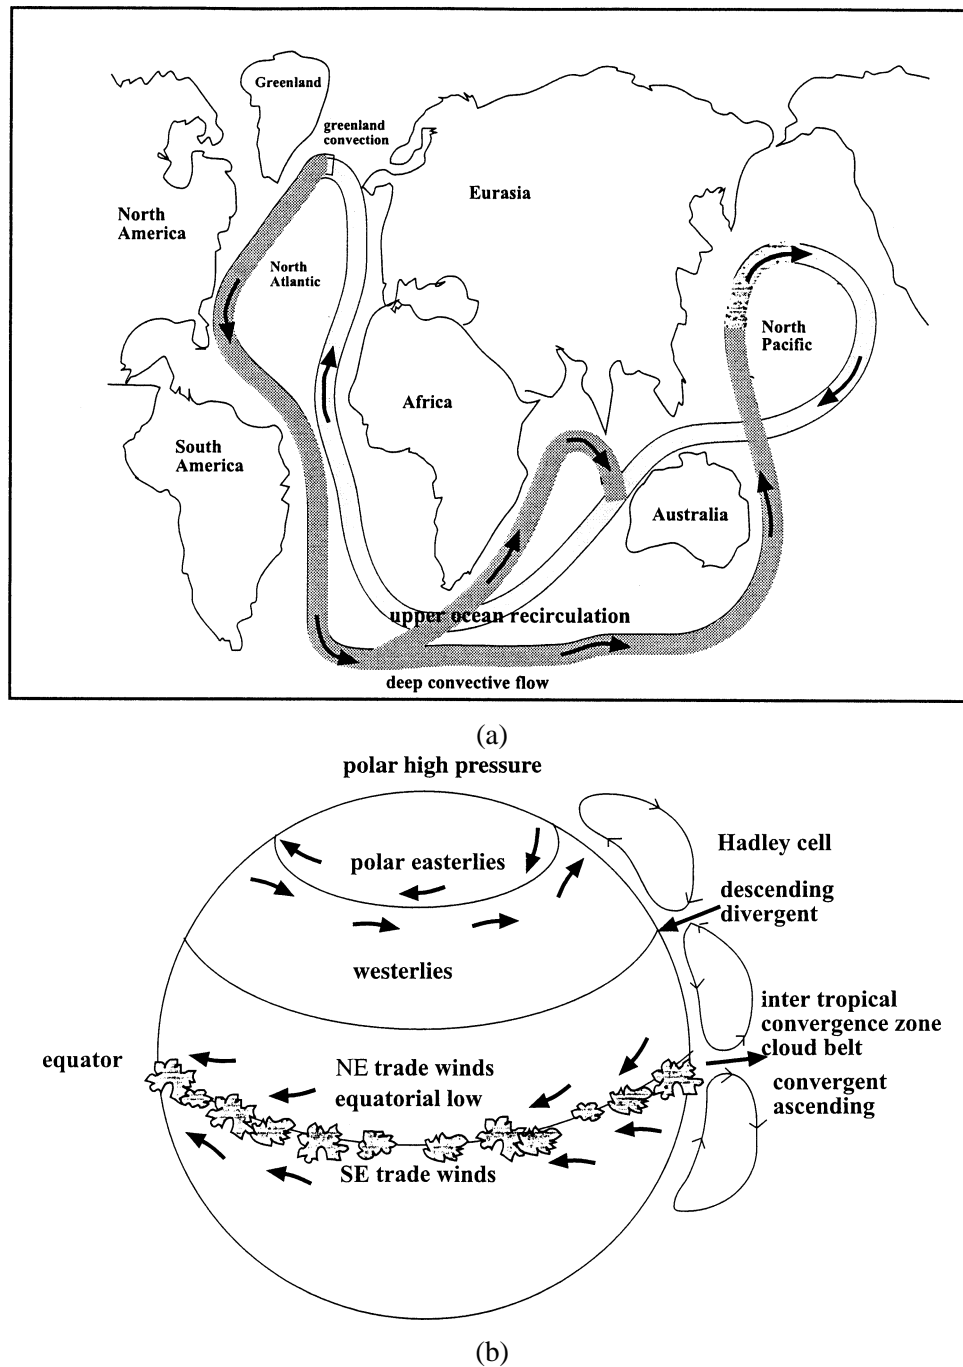 Greenland
greenland
convection
Eurasia
North
America
North
Atlantic
North
Pacific
Africa
South
America
Australia
upper ocean recirculation
deep convective flow
(a)
polar high pressure
Hadley cell
polar easterlies
descending
divergent
westerlies
inter tropical
convergence zone
cloud belt
equator
NE trade winds
equatorial low
convergent
ascending
SE trade winds
(b)